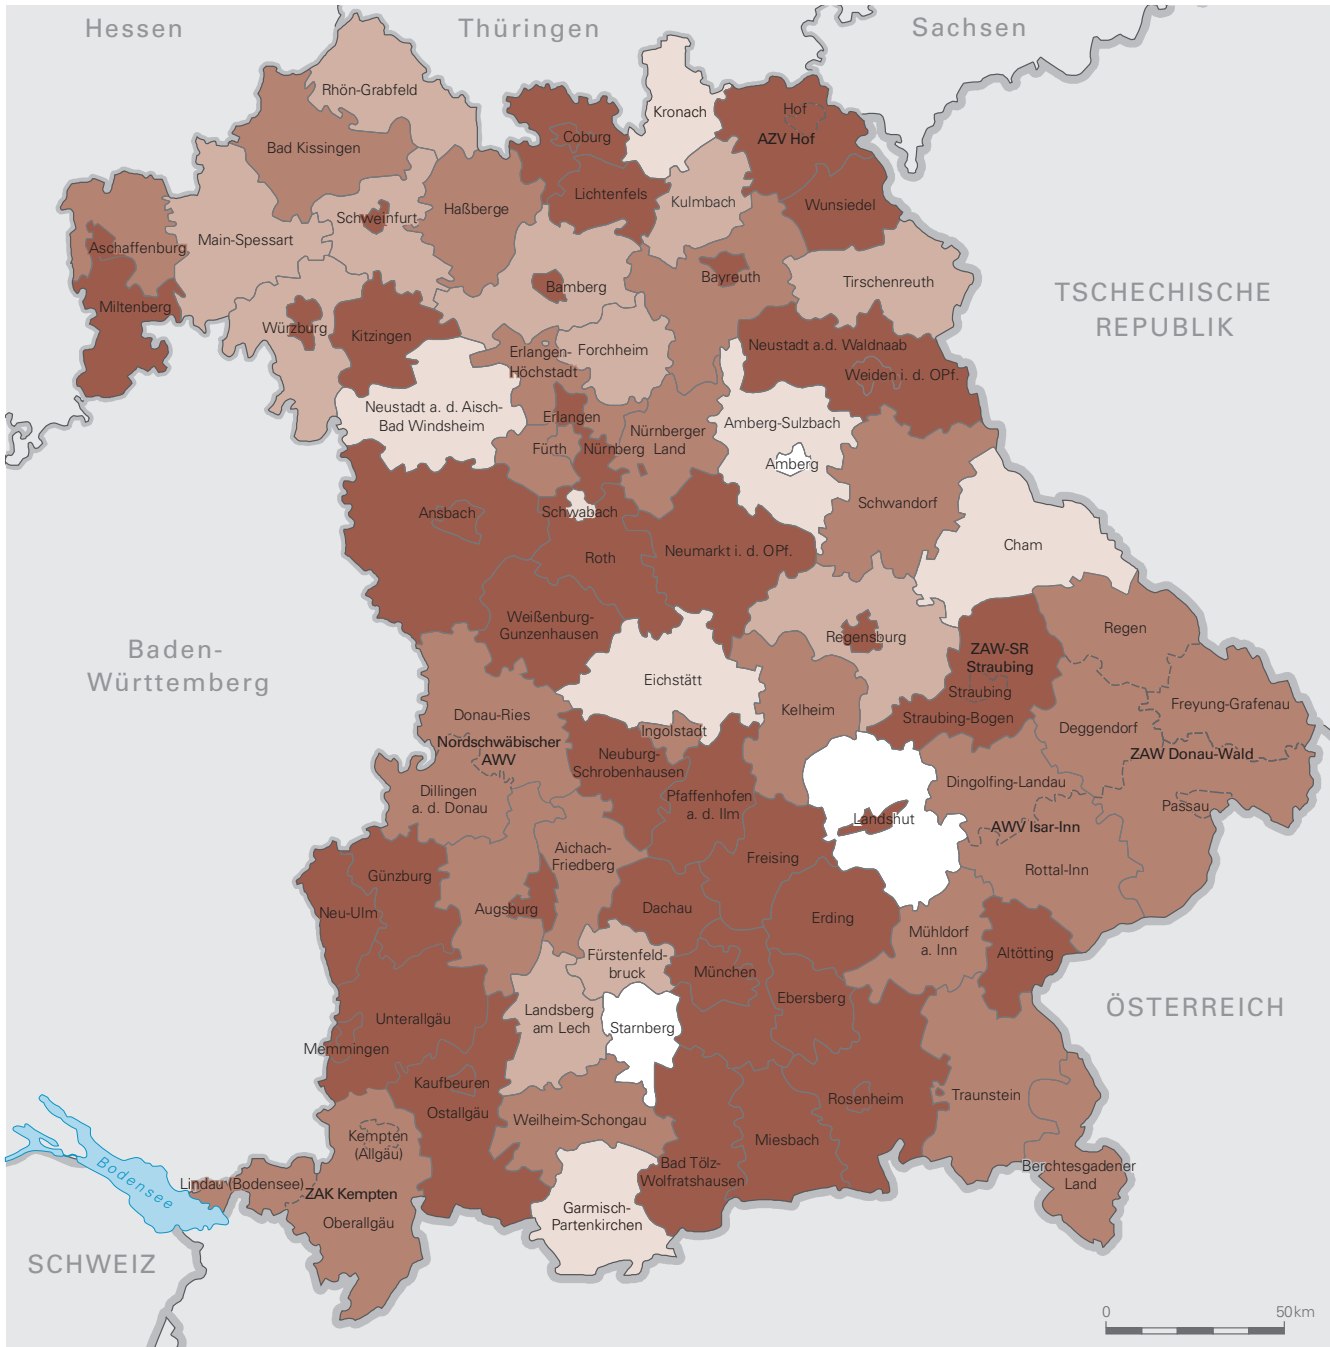 Hessen
Thüringen
Sachsen
Rhön-Grabfeld
Kronach
Hof
AZV Hof
Coburg
Bad Kissingen
Lichtenfels
Kulmbach
Wunsiedel
Haßberge
Schweinfurt
Main-Spessart
Aschaffenburg
Bayreuth
Tirschenreuth
Bamberg
TSCHECHISCHE
REPUBLIK
Miltenberg
Würzburg
Kitzingen
Erlangen-
Höchstadt
Forchheim
Neustadt a.d. Waldnaab
Weiden i. d. OPf.
Neustadt a. d. Aisch-
Bad Windsheim
Erlangen
Amberg-Sulzbach
Nürnberger
Land
Fürth
Nürnberg
Amberg
Schwandorf
Ansbach
Schwabach
Cham
Roth
Neumarkt i. d. OPf.
Weißenburg-
Gunzenhausen
Regensburg
Regen
Baden-
Württemberg
ZAW-SR
Straubing
Eichstätt
Straubing
Straubing-Bogen
Freyung-Grafenau
Kelheim
Donau-Ries
Ingolstadt
Deggendorf
Nordschwäbischer
AWV
Neuburg-
Schrobenhausen
ZAW Donau-Wald
Dingolfing-Landau
Dillingen
a. d. Donau
Pfaffenhofen
a. d. Ilm
Passau
Landshut
AWV Isar-Inn
Aichach-
Friedberg
Freising
Rottal-Inn
Günzburg
Neu-Ulm
Augsburg
Dachau
Erding
Mühldorf
a. Inn
Altötting
Fürstenfeld-
bruck
München
Ebersberg
Landsberg
am Lech
Starnberg
ÖSTERREICH
Unterallgäu
Memmingen
Kaufbeuren
Ostallgäu
Weilheim-Schongau
Rosenheim
Traunstein
Kempten
(Allgäu)
Miesbach
Bad Tölz-
Wolfratshausen
Berchtesgadener
Land
Bodensee
Lindau (Bodensee)
ZAK Kempten
Oberallgäu
Garmisch-
Partenkirchen
SCHWEIZ
0
50 km